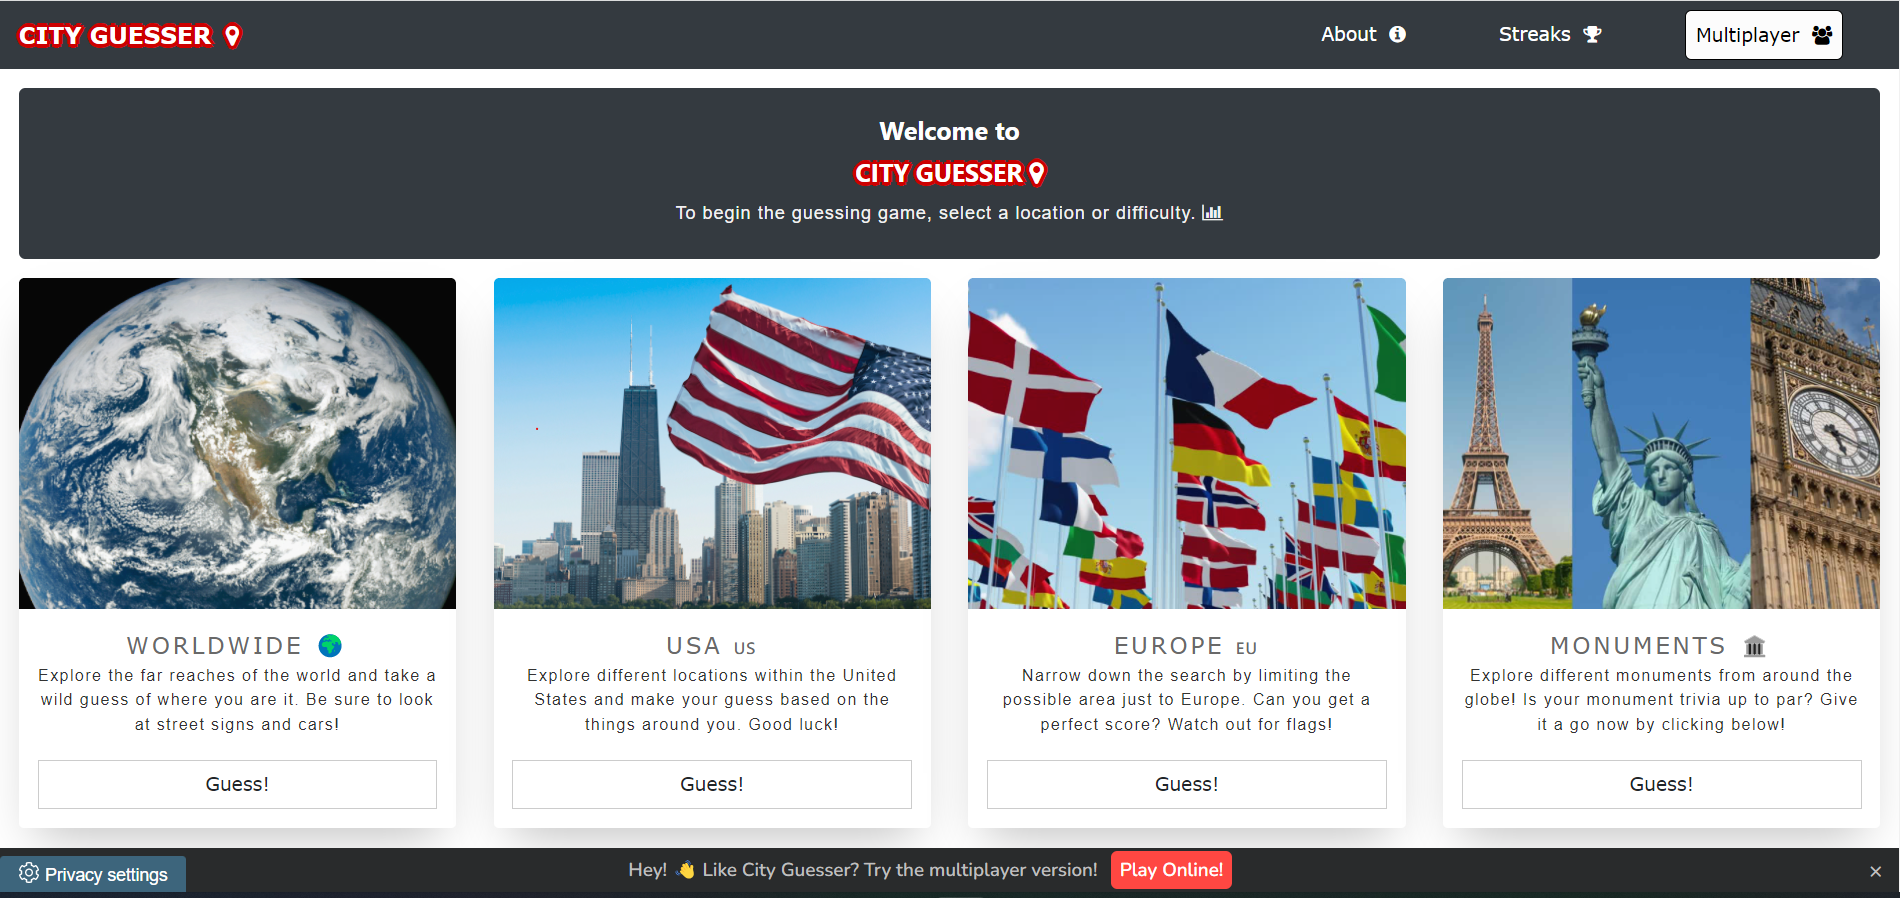 CITY GUESSER
About
Streaks
Multiplayer
Welcome to
CITY GUESSER
To begin the guessing game, select a location or difficulty.
WORLDWIDE
Explore the far reaches of the world and take a
wild guess of where you are it. Be sure to look
at street signs and cars!
Guess!
USA US
Explore different locations within the United
States and make your guess based on the
things around you. Good luck!
Guess!
EUROPE EU
Narrow down the search by limiting the
possible area just to Europe. Can you get a
perfect score? Watch out for flags!
Guess!
MONUMENTS
Explore different monuments from around the
globe! Is your monument trivia up to par? Give
it a go now by clicking below!
Guess!
Privacy settings
Hey! 👋 Like City Guesser? Try the multiplayer version!
Play Online!
×